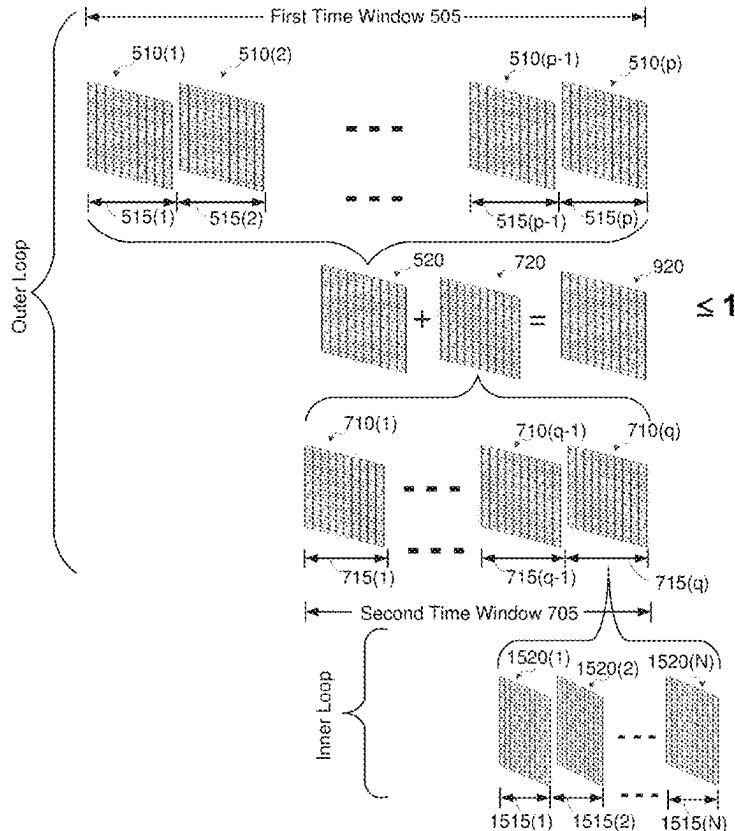 First Time Window 505
510(1) 510(2) 510(p-1) 510(p)
515(1) 515(2) 515(p-1) 515(p)
Outer Loop
520 720 920
+ = ≤ 1
710(1) 710(q-1) 710(q)
715(1) 715(q-1) 715(q)
Second Time Window 705
Inner Loop
1520(1) 1520(2) 1520(N)
1515(1) 1515(2) 1515(N)